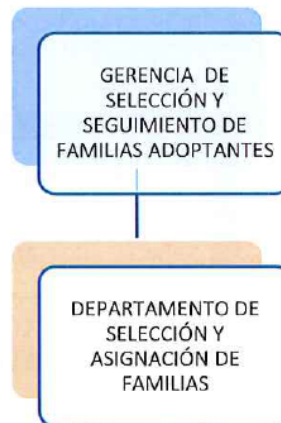 GERENCIA DE
SELECCIÓN Y
SEGUIMIENTO DE
FAMILIAS ADOPTANTES
DEPARTAMENTO DE
SELECCIÓN Y
ASIGNACIÓN DE
FAMILIAS